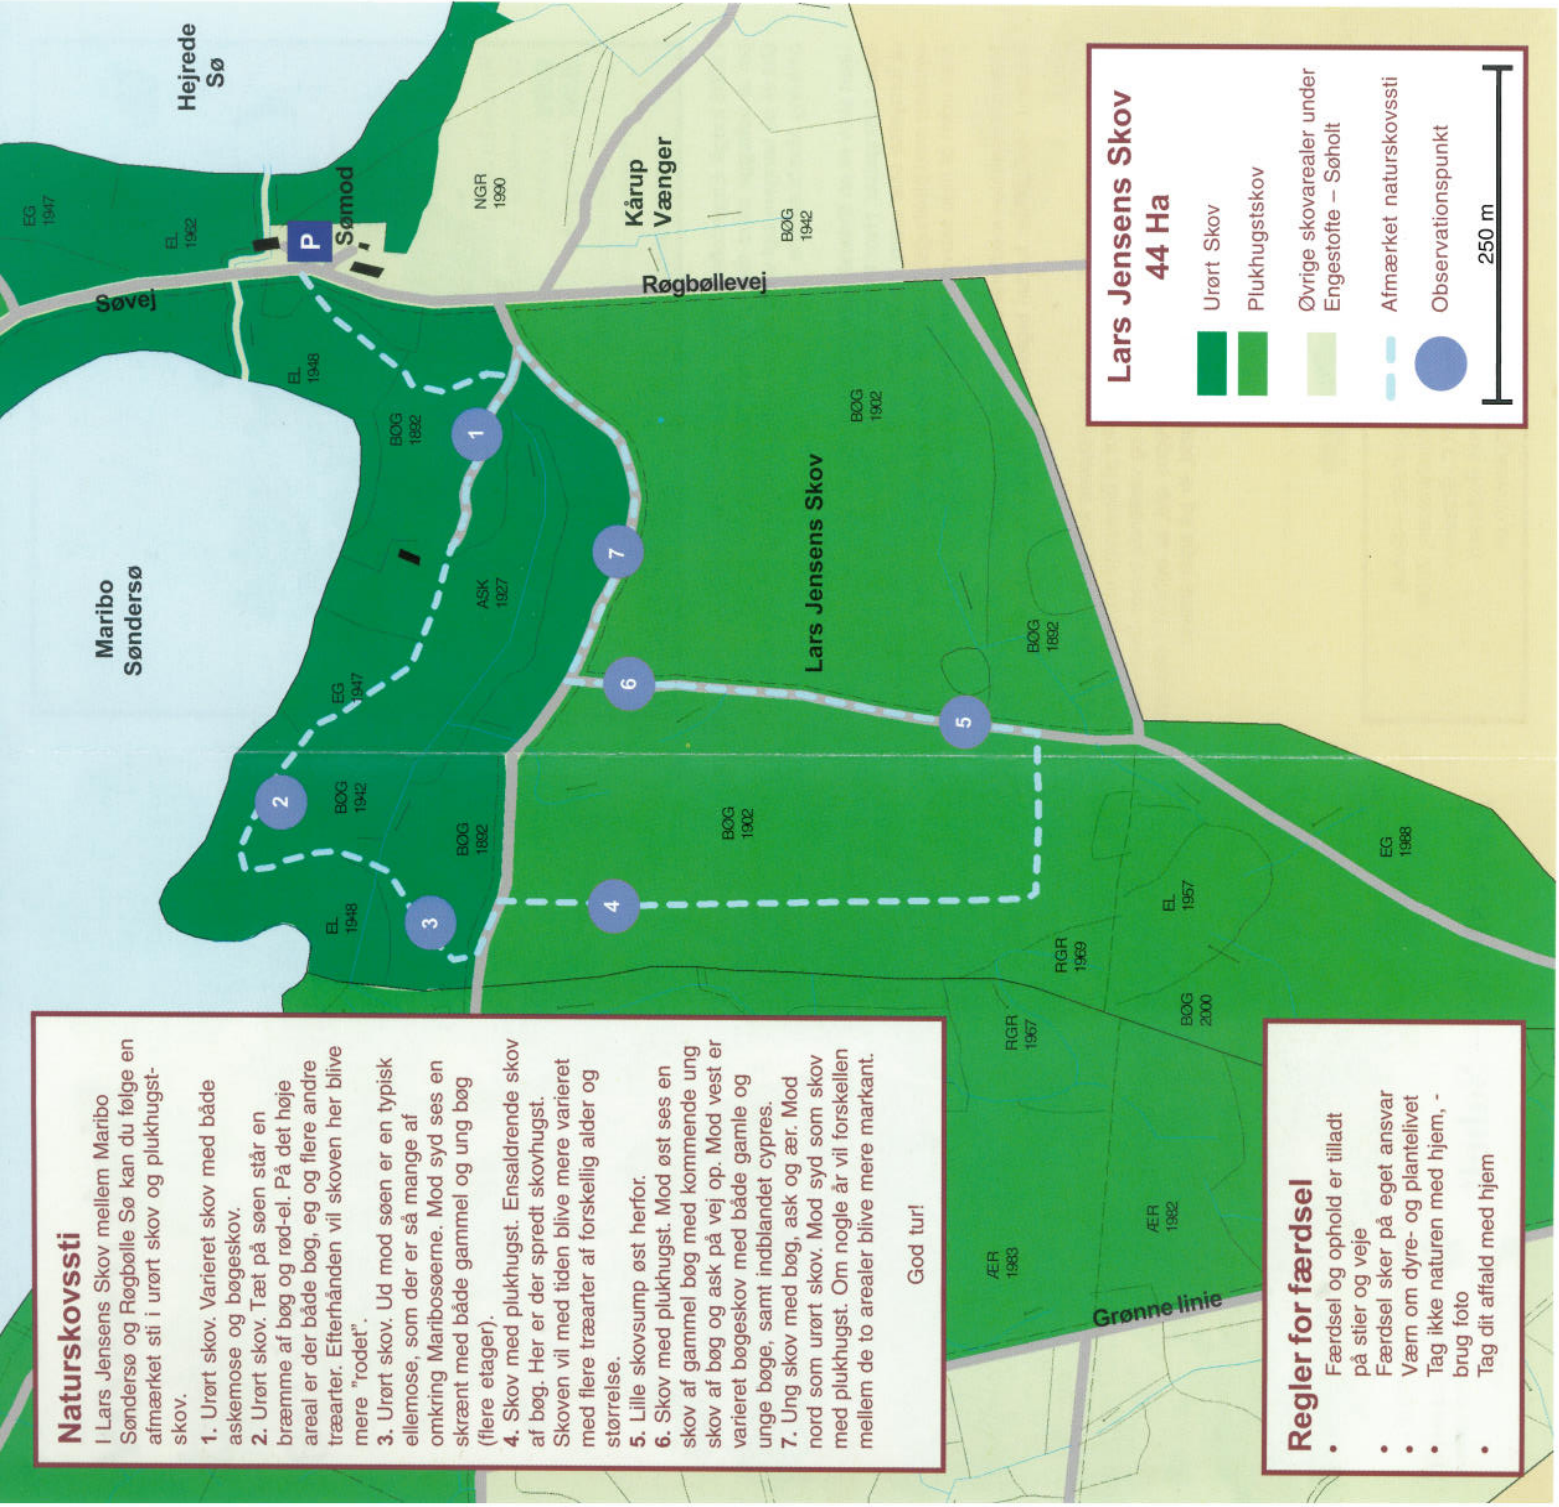 Naturskovssti
I Lars Jensens Skov mellem Maribo
Søndersø og Røgbølle Sø kan du følge en
afmærket sti i urørt skov og plukhugst-
skov.
1. Urørt skov. Varieret skov med både
askemose og bøgeskov.
2. Urørt skov. Tæt på søen står en
bræmme af bøg og rød-el. På det høje
areal er der både bøg, eg og flere andre
træarter. Efterhånden vil skoven her blive
mere "rodet".
3. Urørt skov. Ud mod søen er en typisk
ellemose, som der er så mange af
omkring Maribosøerne. Mod syd ses en
skrænt med både gammel og ung bøg
(flere etager).
4. Skov med plukhugst. Ensaldrende skov
af bøg. Her er der spredt skovhugst.
Skoven vil med tiden blive mere varieret
med flere træarter af forskellig alder og
størrelse.
5. Lille skovsump øst herfor.
6. Skov med plukhugst. Mod øst ses en
skov af gammel bøg med kommende ung
skov af bøg og ask på vej op. Mod vest er
varieret bøgeskov med både gamle og
unge bøge, samt indblandet cypres.
7. Ung skov med bøg, ask og ær. Mod
nord som urørt skov. Mod syd som skov
med plukhugst. Om nogle år vil forskellen
mellem de to arealer blive mere markant.
God tur!
Regler for færdsel
• Færdsel og ophold er tilladt
på stier og veje
• Færdsel sker på eget ansvar
• Værn om dyre- og plantelivet
• Tag ikke naturen med hjem, -
brug foto
• Tag dit affald med hjem
Maribo
Søndersø
Hejrede
Sø
EG
1947
EL
1962
Søvej
P
Sømod
EL
1948
BØG
1892
1
NGR
1990
Kårup
Vænger
BØG
1942
Røgbøllevej
ASK
1927
EG
1947
2
BØG
1942
BØG
1892
EL
1948
3
7
6
4
5
BØG
1902
BØG
1902
Lars Jensens Skov
BØG
1892
EL
1957
EG
1988
RGR
1969
RGR
1967
BØG
2000
ÆR
1983
ÆR
1982
Grønne linie
Lars Jensens Skov
44 Ha
Urørt Skov
Plukhugstskov
Øvrige skovarealer under
Engestofte – Søholt
Afmærket naturskovssti
Observationspunkt
250 m